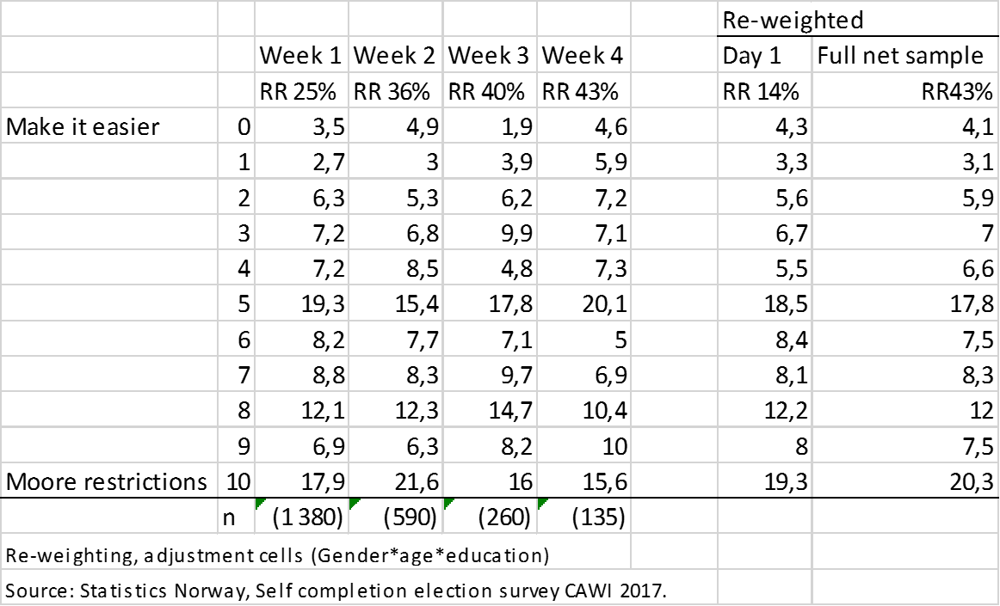 Re-weighted
Week 1 Week 2 Week 3 Week 4 Day 1 Full net sample
RR 25% RR 36% RR 40% RR 43% RR 14% RR43%
Make it easier 0 3,5 4,9 1,9 4,6 4,3 4,1
1 2,7 3 3,9 5,9 3,3 3,1
2 6,3 5,3 6,2 7,2 5,6 5,9
3 7,2 6,8 9,9 7,1 6,7 7
4 7,2 8,5 4,8 7,3 5,5 6,6
5 19,3 15,4 17,8 20,1 18,5 17,8
6 8,2 7,7 7,1 5 8,4 7,5
7 8,8 8,3 9,7 6,9 8,1 8,3
8 12,1 12,3 14,7 10,4 12,2 12
9 6,9 6,3 8,2 10 8 7,5
Moore restrictions 10 17,9 21,6 16 15,6 19,3 20,3
n (1 380) (590) (260) (135)
Re-weighting, adjustment cells (Gender*age*education)
Source: Statistics Norway, Self completion election survey CAWI 2017.